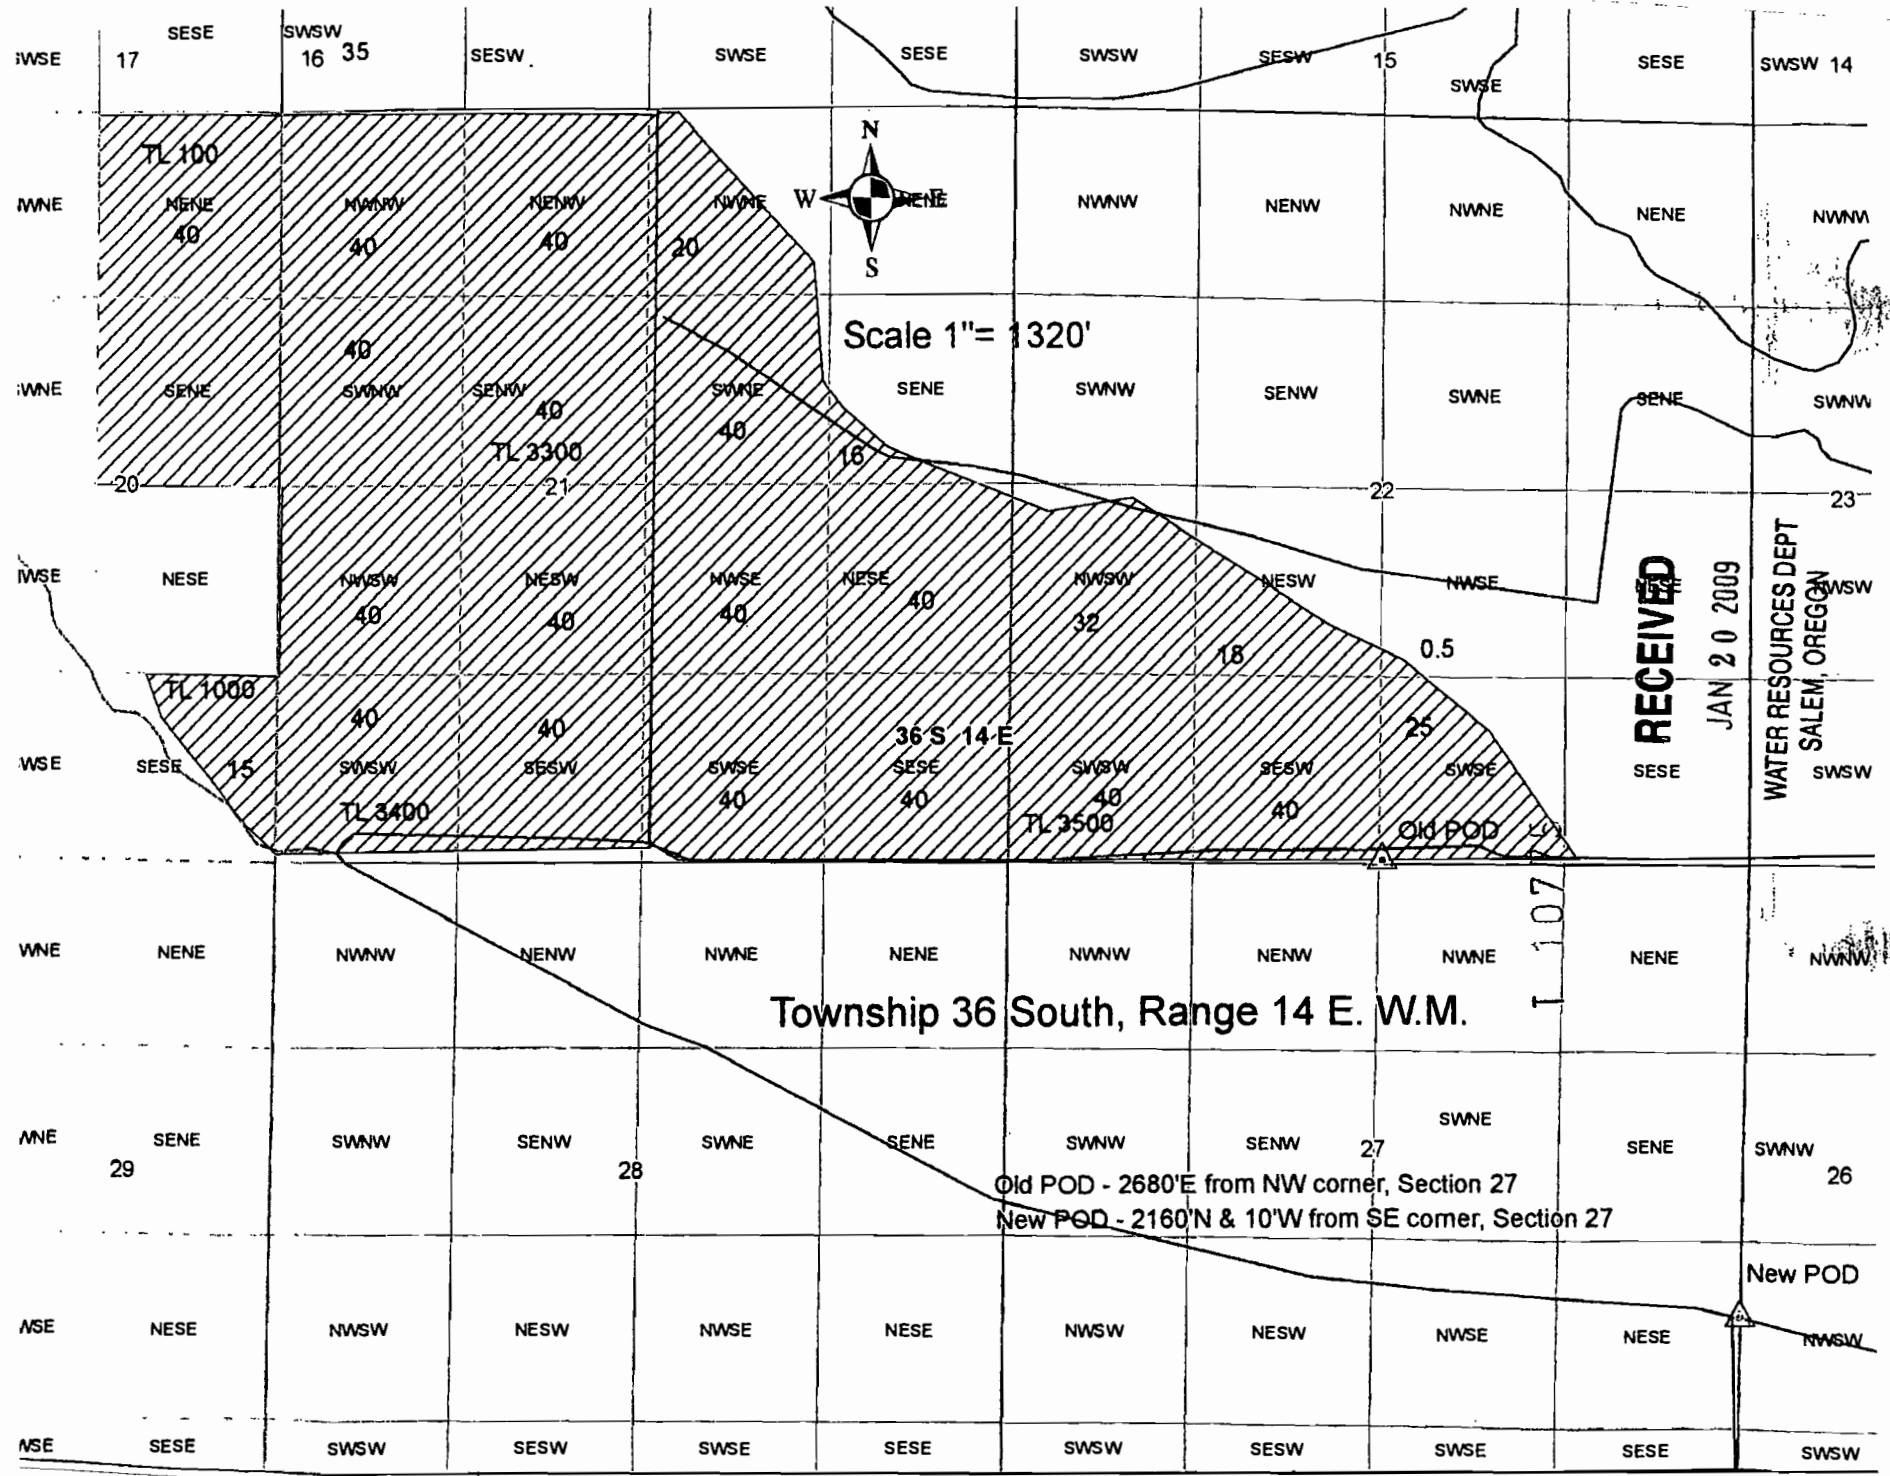 SESE SWSW
SWSE 17 16 35 SESW. SWSE SESE SWSW SESW 15 SWSE SESE SWSW 14
TL 100
N
W E
S
NWNE NENE NWNW NENW NWNE NENE NWNW NENW NWNE NENE NWNW
40 40 40 20
Scale 1"= 1320'
40
SWNE SENE SWNW SENW SWNE SENE SWNW SENW SWNE SENE SWNW
40 40
TL 3300 16
20 21 22 23
NWSE NESE NWSW NESW NWSE NESE NWSW NESW NWSE NWSW
40 40 40 40 32 18 0.5
TL 1000
40 40 36 S 14 E 25
WSE SESE 15 SWSW SESW SWSE SESE SWSW SESW SWSE SESE SWSW
40 40 40 40
TL 3400 TL 3500 Old POD
RECEIVED
JAN 20 2009
WATER RESOURCES DEPT
SALEM, OREGON
T 107
WNE NENE NWNW NENW NWNE NENE NWNW NENW NWNE NENE NWNW
Township 36 South, Range 14 E. W.M.
WNE SENE SWNW SENW SWNE SENE SWNW SENW 27 SWNE SENE SWNW
29 28 26
Old POD - 2680'E from NW corner, Section 27
New POD - 2160'N & 10'W from SE corner, Section 27
New POD
WSE NESE NWSW NESW NWSE NESE NWSW NESW NWSE NESE NWSW
WSE SESE SWSW SESW SWSE SESE SWSW SESW SWSE SESE SWSW